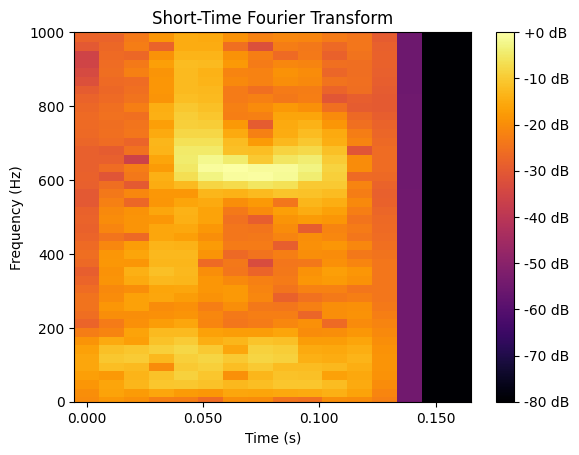 Short-Time Fourier Transform
1000
800
600
400
200
0
Frequency (Hz)
0.000
0.050
0.100
0.150
Time (s)
+0 dB
-10 dB
-20 dB
-30 dB
-40 dB
-50 dB
-60 dB
-70 dB
-80 dB